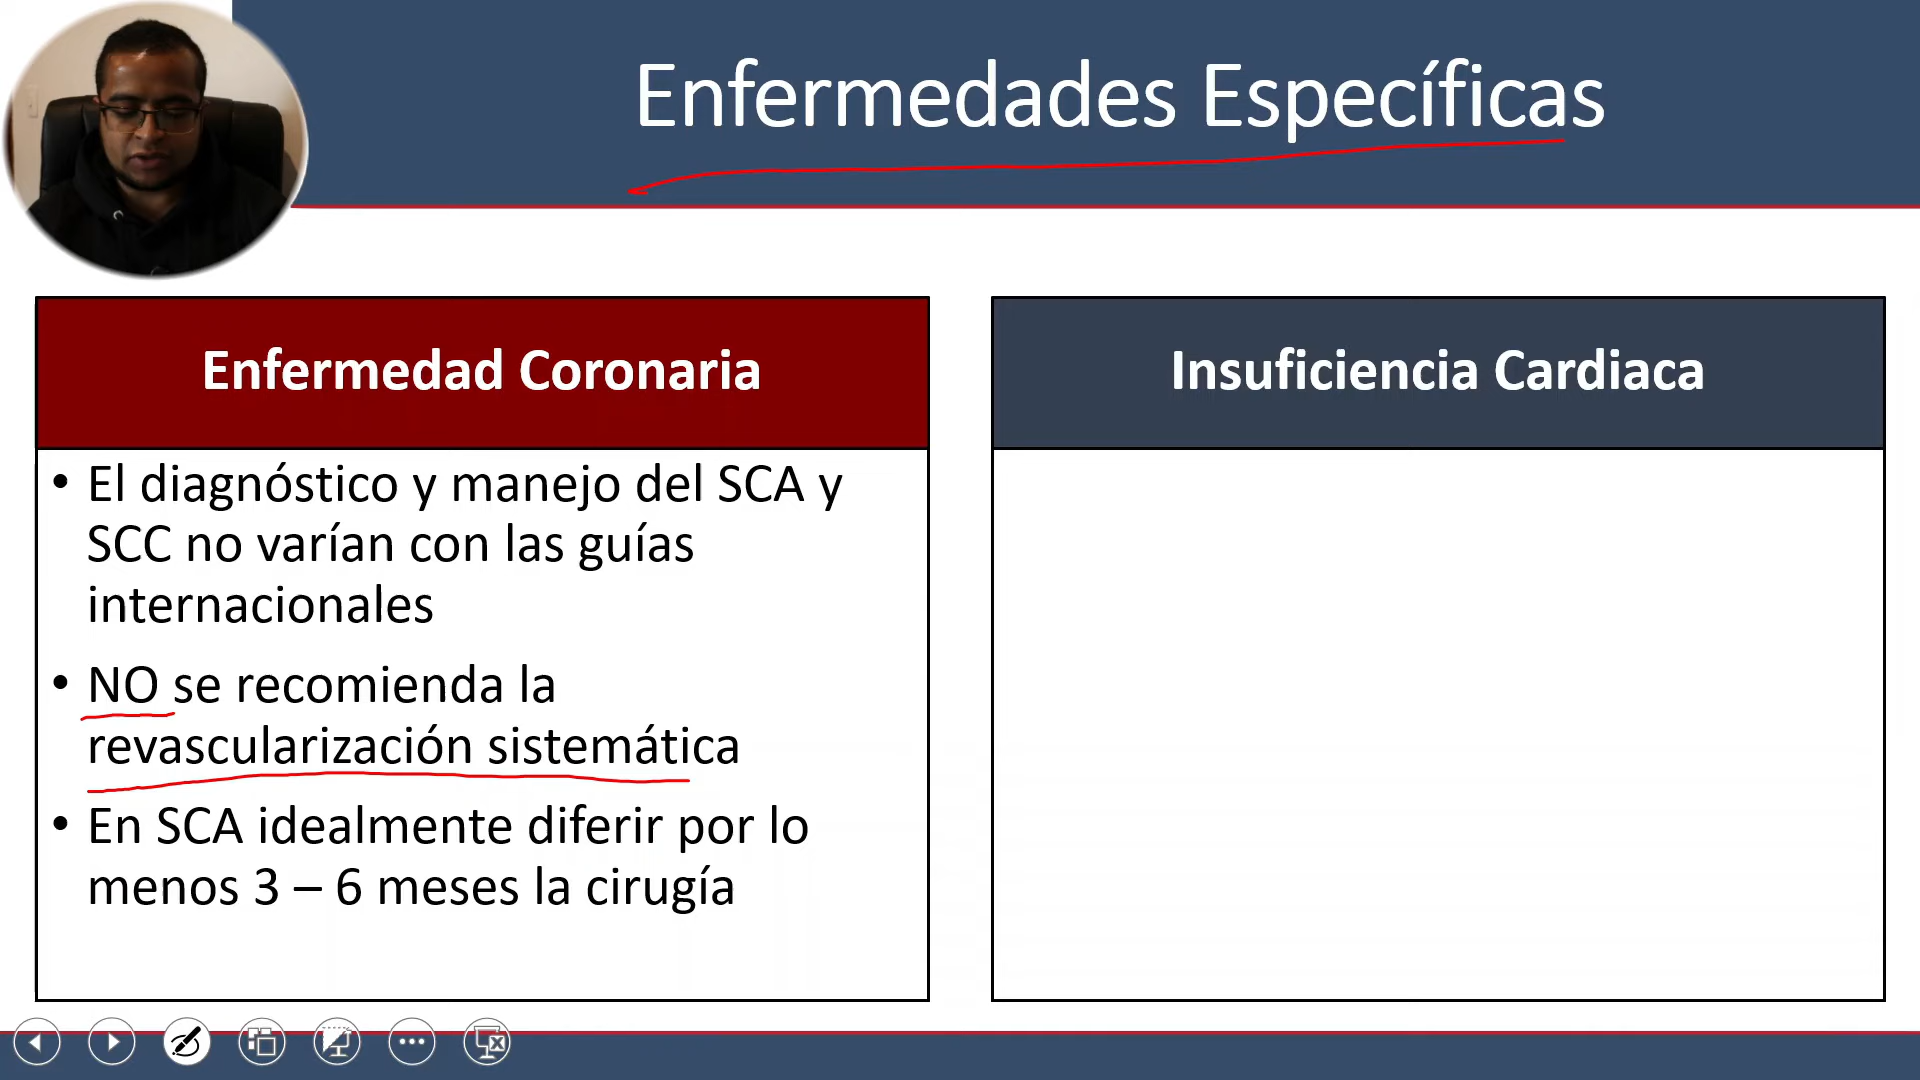 Enfermedades Específicas
Enfermedad Coronaria
• El diagnóstico y manejo del SCA y
SCC no varían con las guías
internacionales
• NO se recomienda la
revascularización sistemática
• En SCA idealmente diferir por lo
menos 3 – 6 meses la cirugía
Insuficiencia Cardiaca